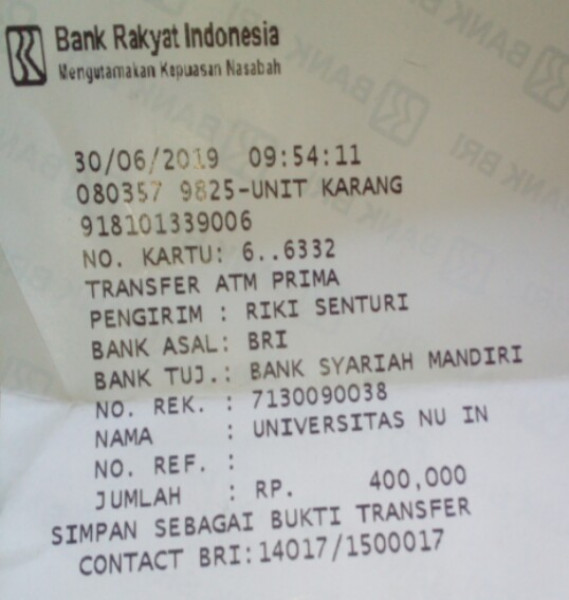 Bank Rakyat Indonesia
Mengutamakan Kepuasan Nasabah
30/06/2019 09:54:11
080357 9825-UNIT KARANG
918101339006
NO. KARTU: 6..6332
TRANSFER ATM PRIMA
PENGIRIM : RIKI SENTURI
BANK ASAL: BRI
BANK TUJ.: BANK SYARIAH MANDIRI
NO. REK. : 7130090038
NAMA : UNIVERSITAS NU IN
NO. REF. :
JUMLAH : RP. 400,000
SIMPAN SEBAGAI BUKTI TRANSFER
CONTACT BRI:14017/1500017